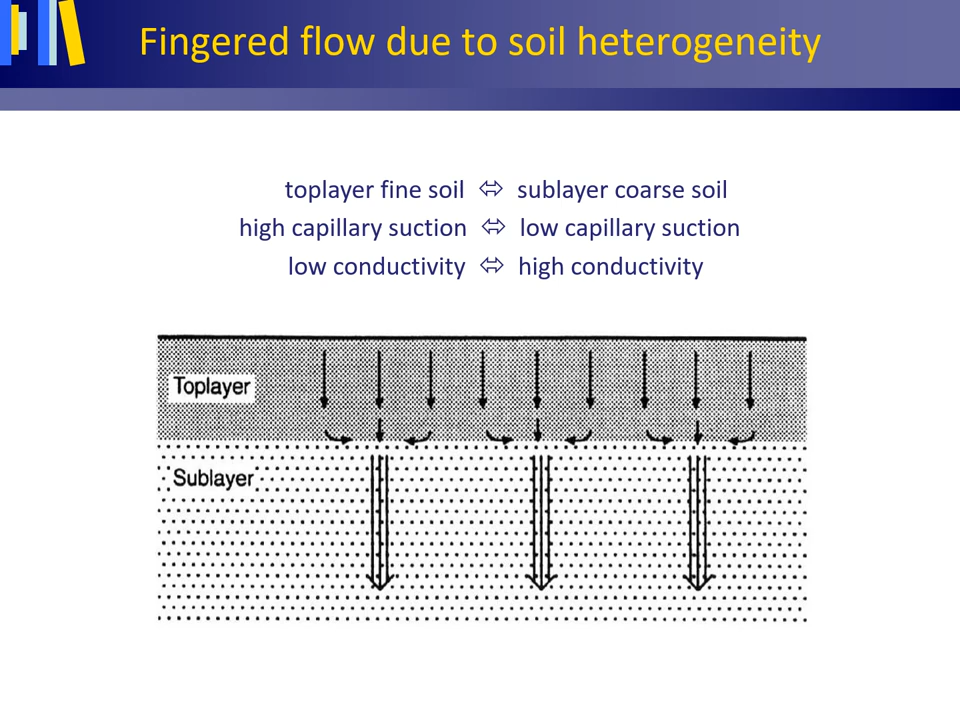 Fingered flow due to soil heterogeneity
toplayer fine soil ⬄ sublayer coarse soil
high capillary suction ⬄ low capillary suction
low conductivity ⬄ high conductivity
Toplayer
Sublayer